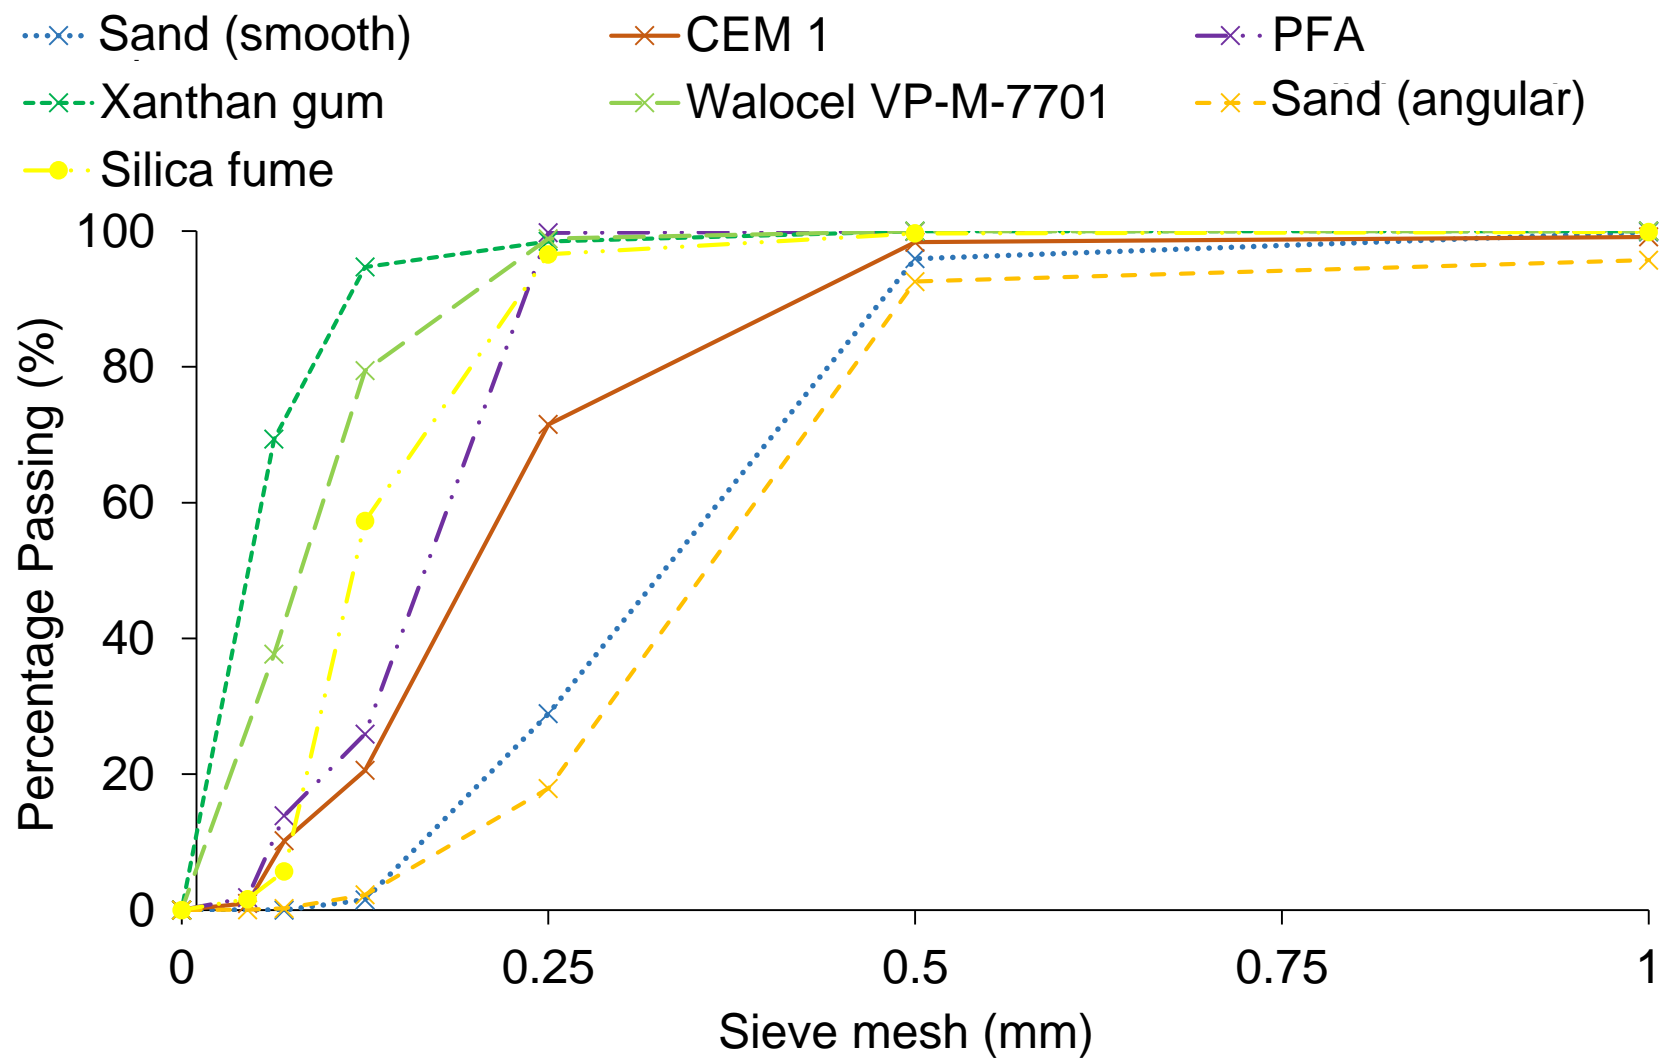 Sand (smooth) CEM 1 PFA
Xanthan gum Walocel VP-M-7701 Sand (angular)
Silica fume
100
80
60
40
20
0
Percentage Passing (%)
0 0.25 0.5 0.75 1
Sieve mesh (mm)